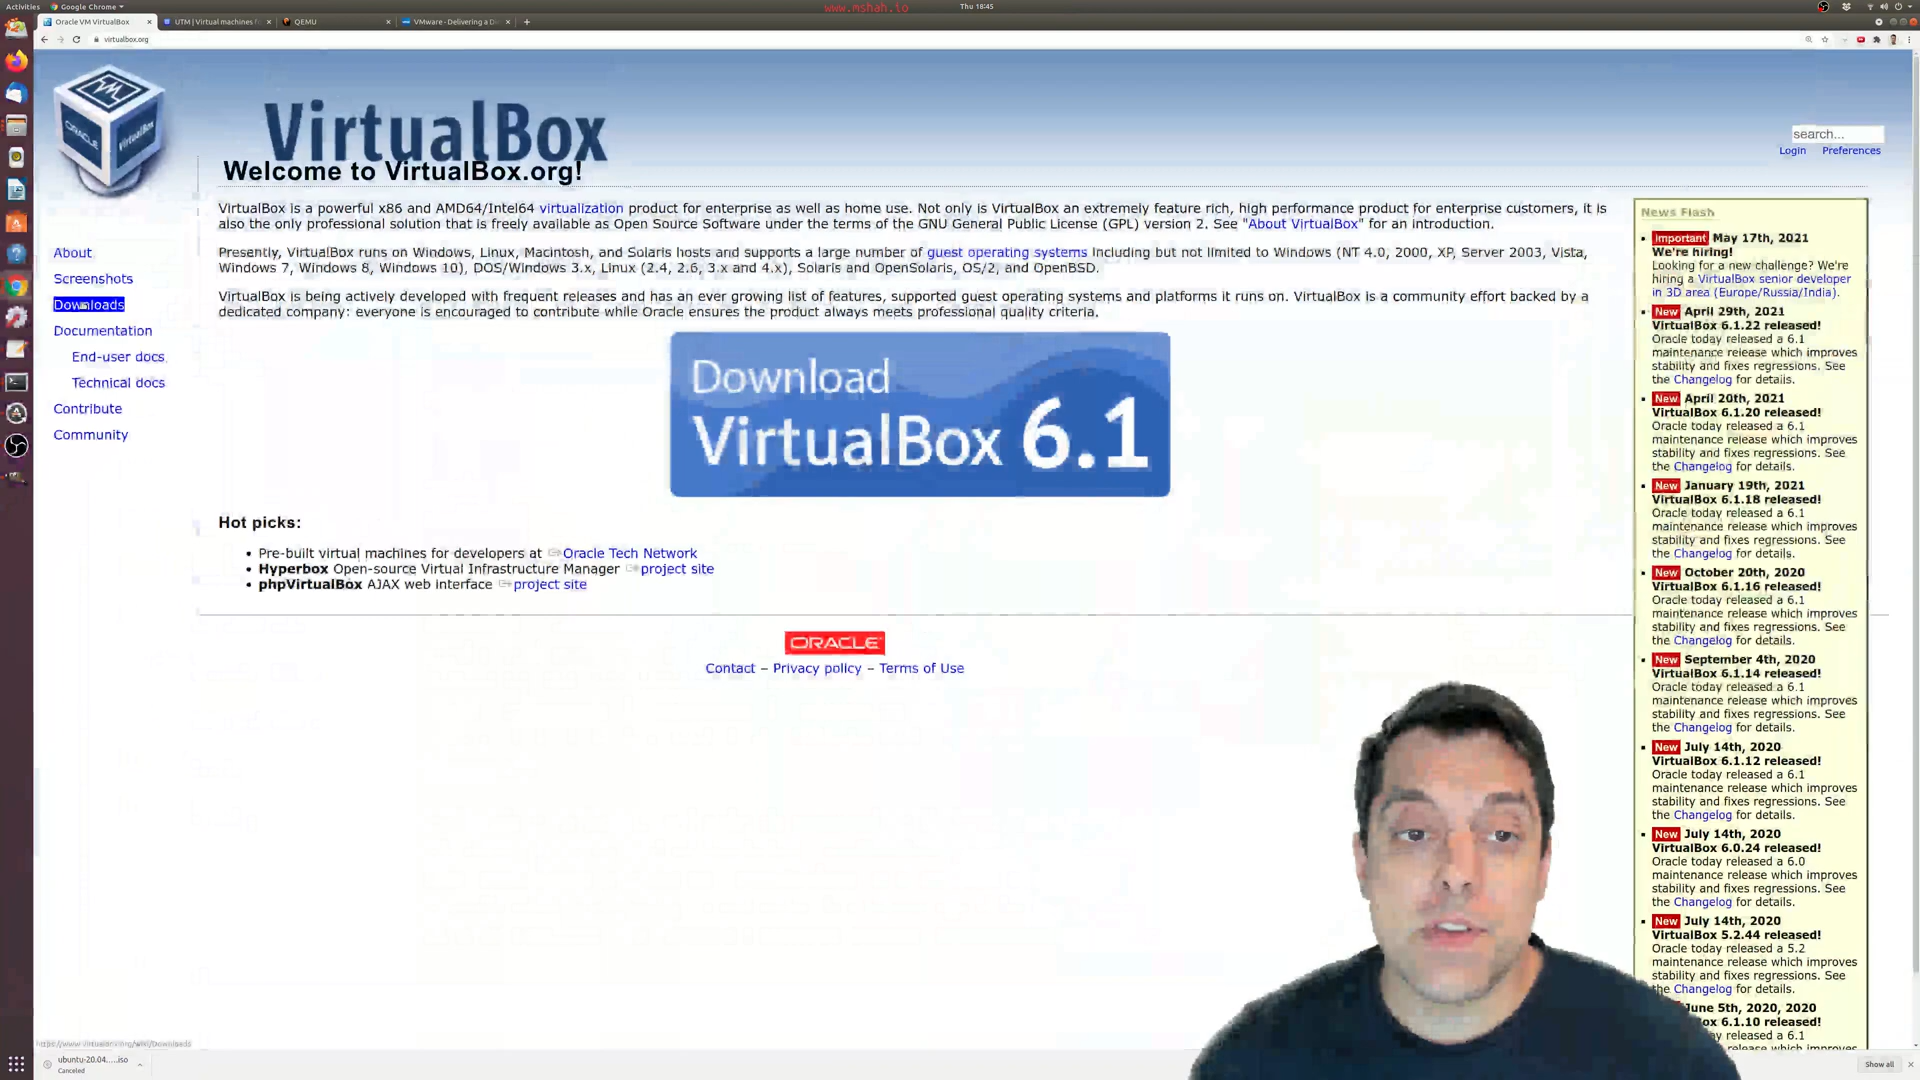 Activities
Google Chrome
www.mshah.io
Thu 18:45
Oracle VM VirtualBox
UTM | Virtual machines f
QEMU
VMware - Delivering a Di
virtualbox.org
ORACLE
VirtualBox
VirtualBox
search...
Login
Preferences
Welcome to VirtualBox.org!
VirtualBox is a powerful x86 and AMD64/Intel64 virtualization product for enterprise as well as home use. Not only is VirtualBox an extremely feature rich, high performance product for enterprise customers, it is
also the only professional solution that is freely available as Open Source Software under the terms of the GNU General Public License (GPL) version 2. See "About VirtualBox" for an introduction.
Presently, VirtualBox runs on Windows, Linux, Macintosh, and Solaris hosts and supports a large number of guest operating systems including but not limited to Windows (NT 4.0, 2000, XP, Server 2003, Vista,
Windows 7, Windows 8, Windows 10), DOS/Windows 3.x, Linux (2.4, 2.6, 3.x and 4.x), Solaris and OpenSolaris, OS/2, and OpenBSD.
VirtualBox is being actively developed with frequent releases and has an ever growing list of features, supported guest operating systems and platforms it runs on. VirtualBox is a community effort backed by a
dedicated company: everyone is encouraged to contribute while Oracle ensures the product always meets professional quality criteria.
About
Screenshots
Downloads
Documentation
End-user docs
Technical docs
Contribute
Community
Download
VirtualBox 6.1
Hot picks:
Pre-built virtual machines for developers at Oracle Tech Network
Hyperbox Open-source Virtual Infrastructure Manager project site
phpVirtualBox AJAX web interface project site
ORACLE
Contact – Privacy policy – Terms of Use
News Flash
Important May 17th, 2021
We're hiring!
Looking for a new challenge? We're
hiring a VirtualBox senior developer
in 3D area (Europe/Russia/India).
New April 29th, 2021
VirtualBox 6.1.22 released!
Oracle today released a 6.1
maintenance release which improves
stability and fixes regressions. See
the Changelog for details.
New April 20th, 2021
VirtualBox 6.1.20 released!
Oracle today released a 6.1
maintenance release which improves
stability and fixes regressions. See
the Changelog for details.
New January 19th, 2021
VirtualBox 6.1.18 released!
Oracle today released a 6.1
maintenance release which improves
stability and fixes regressions. See
the Changelog for details.
New October 20th, 2020
VirtualBox 6.1.16 released!
Oracle today released a 6.1
maintenance release which improves
stability and fixes regressions. See
the Changelog for details.
New September 4th, 2020
VirtualBox 6.1.14 released!
Oracle today released a 6.1
maintenance release which improves
stability and fixes regressions. See
the Changelog for details.
New July 14th, 2020
VirtualBox 6.1.12 released!
Oracle today released a 6.1
maintenance release which improves
stability and fixes regressions. See
the Changelog for details.
New July 14th, 2020
VirtualBox 6.0.24 released!
Oracle today released a 6.0
maintenance release which improves
stability and fixes regressions. See
the Changelog for details.
New July 14th, 2020
VirtualBox 5.2.44 released!
Oracle today released a 5.2
maintenance release which improves
stability and fixes regressions. See
the Changelog for details.
June 5th, 2020, 2020
Box 6.1.10 released!
today released a 6.1
release which improves
https://www.virtualbox.org/wiki/Downloads
ubuntu-20.04.....iso
Canceled
Show all